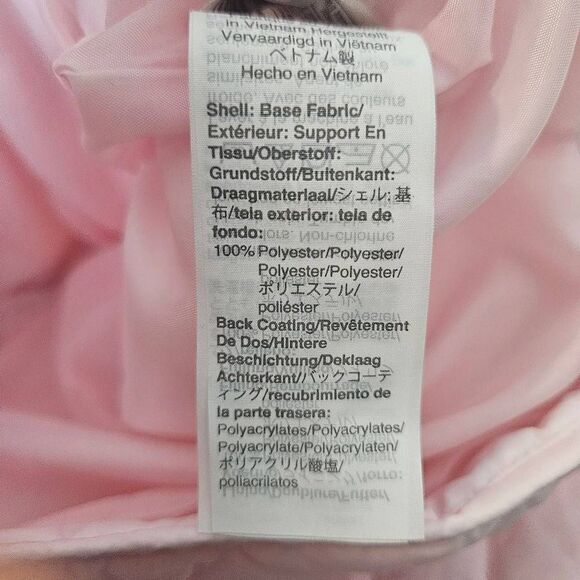 in Vietnam Hergestellt
Vervaardigd in Viëtnam
ベトナム製
Hecho en Vietnam
Shell: Base Fabric/
Extérieur: Support En
Tissu/Oberstoff:
Grundstoff/Buitenkant:
Draagmateriaal/シェル: 基
布/tela exterior: tela de
fondo:
100% Polyester/Polyester/
Polyester/Polyester/
ポリエステル/
poliéster
Back Coating/Revêtement
De Dos/Hintere
Beschichtung/Deklaag
Achterkant/バックコーテ
ィング/recubrimiento de
la parte trasera:
Polyacrylates/Polyacrylates/
Polyacrylate/Polyacrylaten/
ポリアクリル酸塩/
poliacrilatos